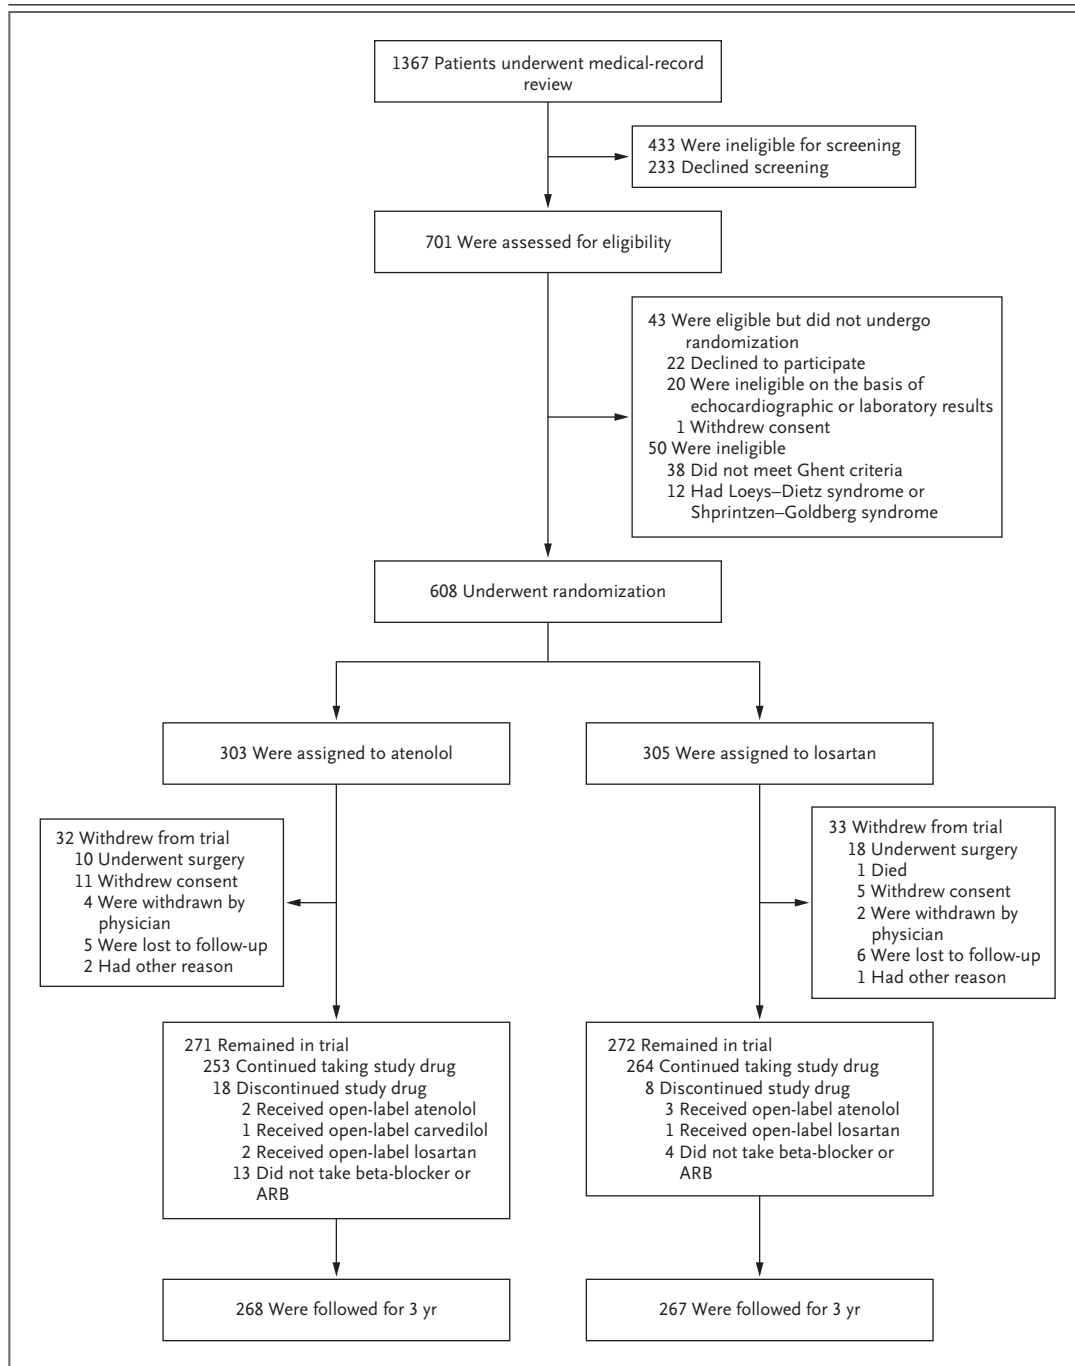 1367 Patients underwent medical-record
review
433 Were ineligible for screening
233 Declined screening
701 Were assessed for eligibility
43 Were eligible but did not undergo
randomization
22 Declined to participate
20 Were ineligible on the basis of
echocardiographic or laboratory results
1 Withdrew consent
50 Were ineligible
38 Did not meet Ghent criteria
12 Had Loeys–Dietz syndrome or
Shprintzen–Goldberg syndrome
608 Underwent randomization
303 Were assigned to atenolol
305 Were assigned to losartan
32 Withdrew from trial
10 Underwent surgery
11 Withdrew consent
4 Were withdrawn by
physician
5 Were lost to follow-up
2 Had other reason
33 Withdrew from trial
18 Underwent surgery
1 Died
5 Withdrew consent
2 Were withdrawn by
physician
6 Were lost to follow-up
1 Had other reason
271 Remained in trial
253 Continued taking study drug
18 Discontinued study drug
2 Received open-label atenolol
1 Received open-label carvedilol
2 Received open-label losartan
13 Did not take beta-blocker or
ARB
272 Remained in trial
264 Continued taking study drug
8 Discontinued study drug
3 Received open-label atenolol
1 Received open-label losartan
4 Did not take beta-blocker or
ARB
268 Were followed for 3 yr
267 Were followed for 3 yr